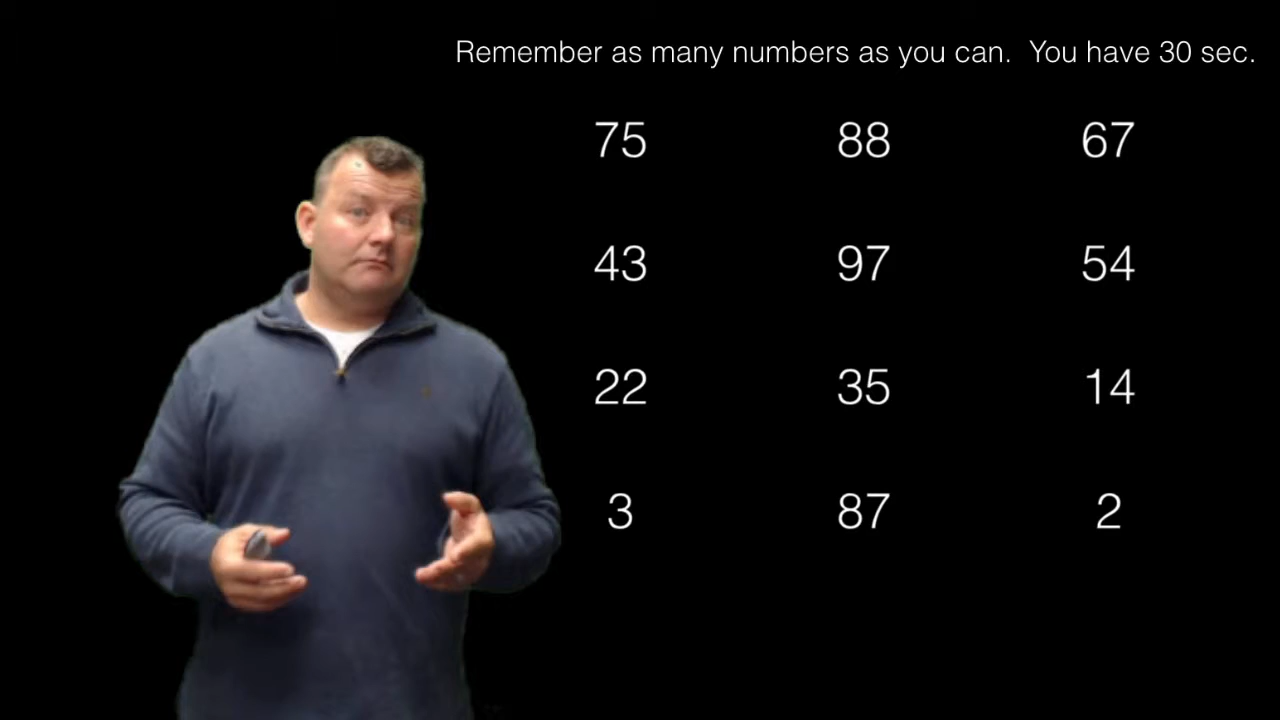 Remember as many numbers as you can.  You have 30 sec.
75 88 67
43 97 54
22 35 14
3 87 2